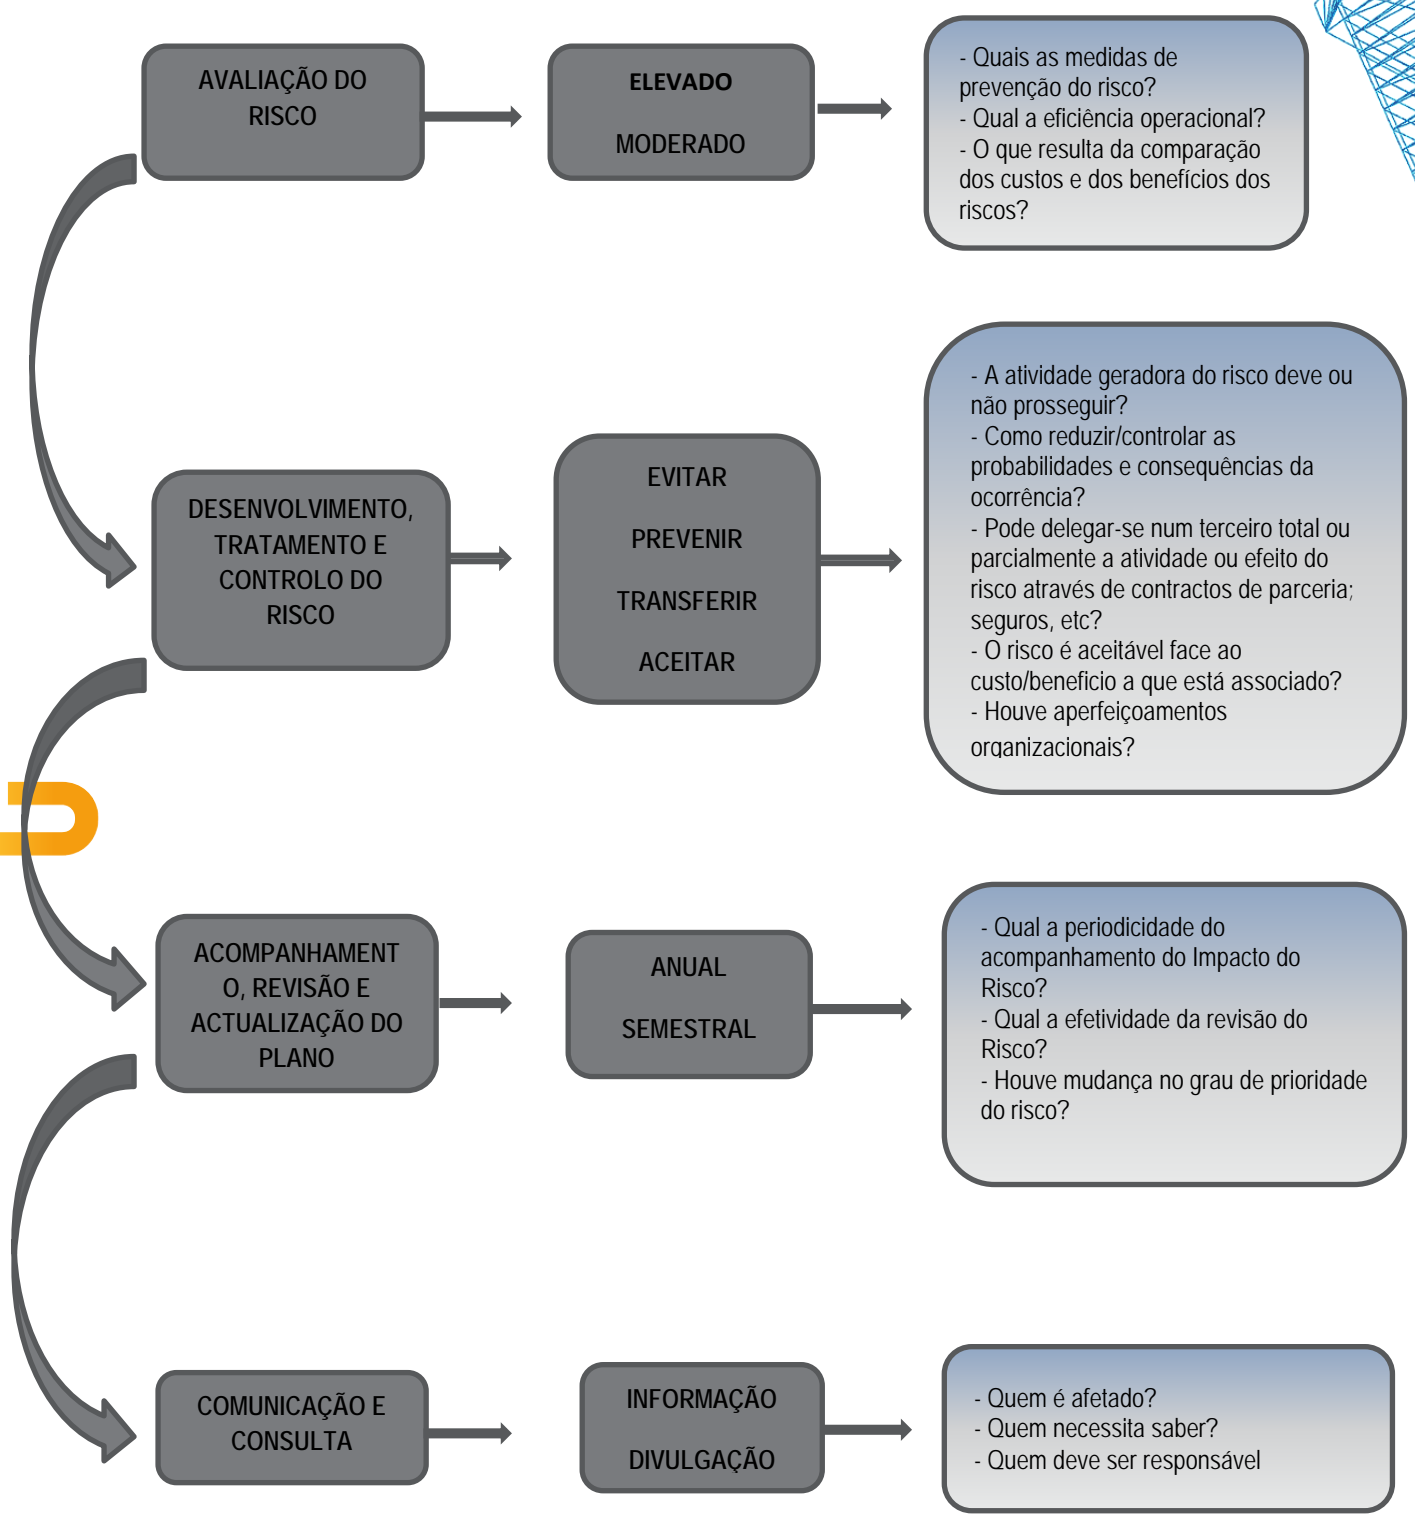 AVALIAÇÃO DO
RISCO
ELEVADO
MODERADO
- Quais as medidas de
prevenção do risco?
- Qual a eficiência operacional?
- O que resulta da comparação
dos custos e dos benefícios dos
riscos?
DESENVOLVIMENTO,
TRATAMENTO E
CONTROLO DO
RISCO
EVITAR
PREVENIR
TRANSFERIR
ACEITAR
- A atividade geradora do risco deve ou
não prosseguir?
- Como reduzir/controlar as
probabilidades e consequências da
ocorrência?
- Pode delegar-se num terceiro total ou
parcialmente a atividade ou efeito do
risco através de contractos de parceria;
seguros, etc?
- O risco é aceitável face ao
custo/beneficio a que está associado?
- Houve aperfeiçoamentos
organizacionais?
ACOMPANHAMENT
O, REVISÃO E
ACTUALIZAÇÃO DO
PLANO
ANUAL
SEMESTRAL
- Qual a periodicidade do
acompanhamento do Impacto do
Risco?
- Qual a efetividade da revisão do
Risco?
- Houve mudança no grau de prioridade
do risco?
COMUNICAÇÃO E
CONSULTA
INFORMAÇÃO
DIVULGAÇÃO
- Quem é afetado?
- Quem necessita saber?
- Quem deve ser responsável